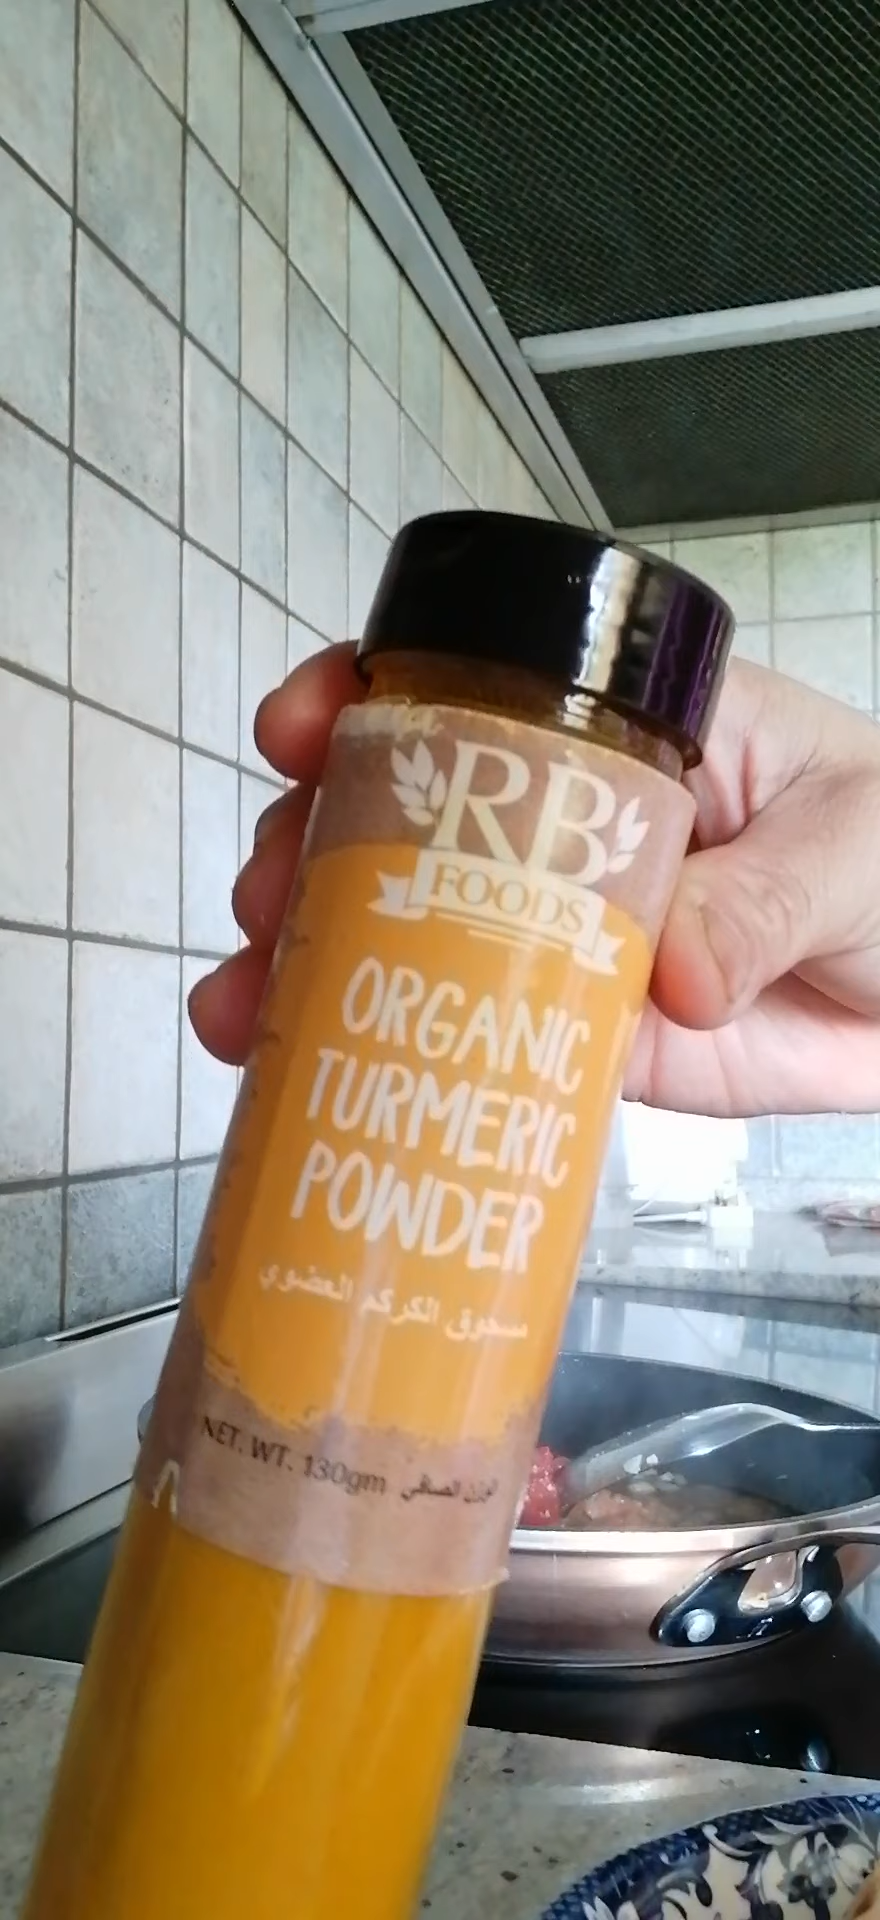 RB
FOODS
ORGANIC
TURMERIC
POWDER
مسحوق الكركم العضوي
NET. WT. 130gm الوزن الصافي